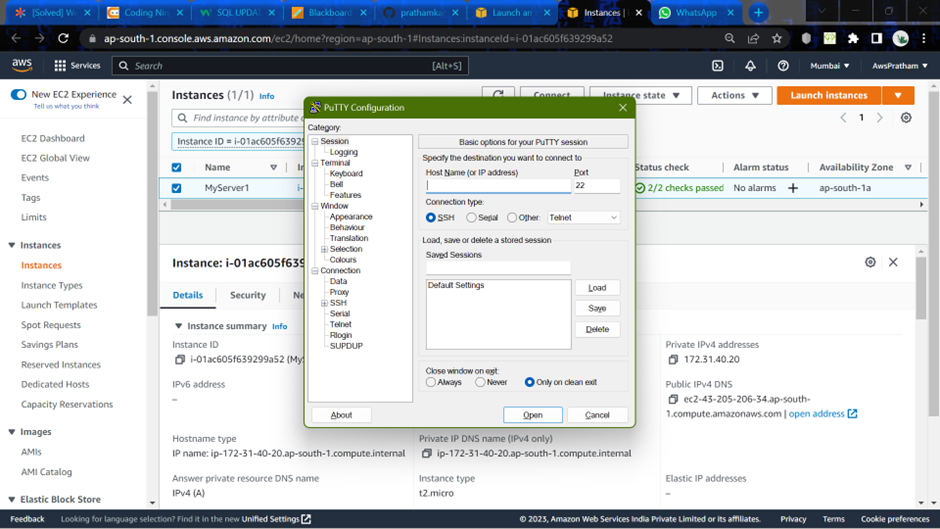 [Solved] W
Coding Nin
SQL UPDAT
Blackboard
prathamka
Launch an
Instances |
WhatsApp
ap-south-1.console.aws.amazon.com/ec2/home?region=ap-south-1#Instances:instanceId=i-01ac605f639299a52
aws
Services
Search
[Alt+S]
Mumbai
AwsPratham
New EC2 Experience
Tell us what you think
EC2 Dashboard
EC2 Global View
Events
Tags
Limits
Instances
Instances
Instance Types
Launch Templates
Spot Requests
Savings Plans
Reserved Instances
Dedicated Hosts
Capacity Reservations
Images
AMIs
AMI Catalog
Elastic Block Store
Instances (1/1) Info
Connect
Instance state
Actions
Launch instances
Find instance by attribute
1
Instance ID = i-01ac605f63929
Name
Status check
Alarm status
Availability Zone
MyServer1
i-
2/2 checks passed
No alarms
ap-south-1a
PuTTY Configuration
Category:
Session
Logging
Terminal
Keyboard
Bell
Features
Window
Appearance
Behaviour
Translation
Selection
Colours
Connection
Data
Proxy
SSH
Serial
Telnet
Rlogin
SUPDUP
Basic options for your PuTTY session
Specify the destination you want to connect to
Host Name (or IP address)
Port
22
Connection type:
SSH
Serial
Other:
Telnet
Load, save or delete a stored session
Saved Sessions
Default Settings
Load
Save
Delete
Close window on exit:
Always
Never
Only on clean exit
About
Open
Cancel
Instance: i-01ac605f639
Details
Security
Ne
Instance summary Info
Instance ID
i-01ac605f639299a52 (MyS
IPv6 address
–
Hostname type
IP name: ip-172-31-40-20.ap-south-1.compute.internal
Answer private resource DNS name
IPv4 (A)
Private IP DNS name (IPv4 only)
ip-172-31-40-20.ap-south-1.compute.internal
Instance type
t2.micro
Private IPv4 addresses
172.31.40.20
Public IPv4 DNS
ec2-43-205-206-34.ap-south-
1.compute.amazonaws.com | open address
Elastic IP addresses
–
Feedback
Looking for language selection? Find it in the new Unified Settings
© 2023, Amazon Web Services India Private Limited or its affiliates.
Privacy
Terms
Cookie preferences